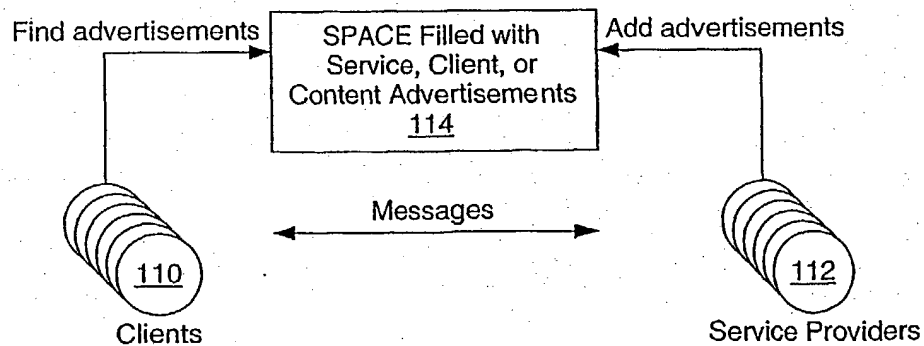 Find advertisements
SPACE Filled with
Service, Client, or
Content Advertisements
114
Add advertisements
Messages
110
Clients
112
Service Providers